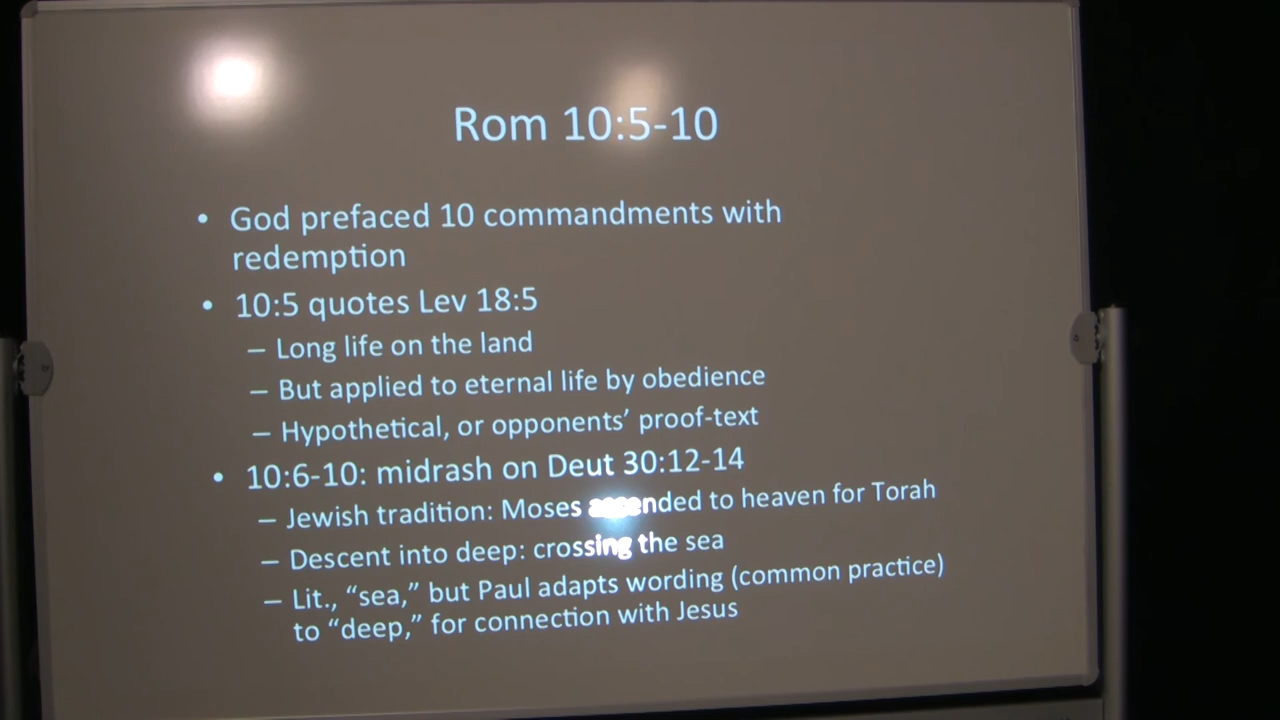 Rom 10:5-10
• God prefaced 10 commandments with
redemption
• 10:5 quotes Lev 18:5
– Long life on the land
– But applied to eternal life by obedience
– Hypothetical, or opponents’ proof-text
• 10:6-10: midrash on Deut 30:12-14
– Jewish tradition: Moses ascended to heaven for Torah
– Descent into deep: crossing the sea
– Lit., “sea,” but Paul adapts wording (common practice)
to “deep,” for connection with Jesus